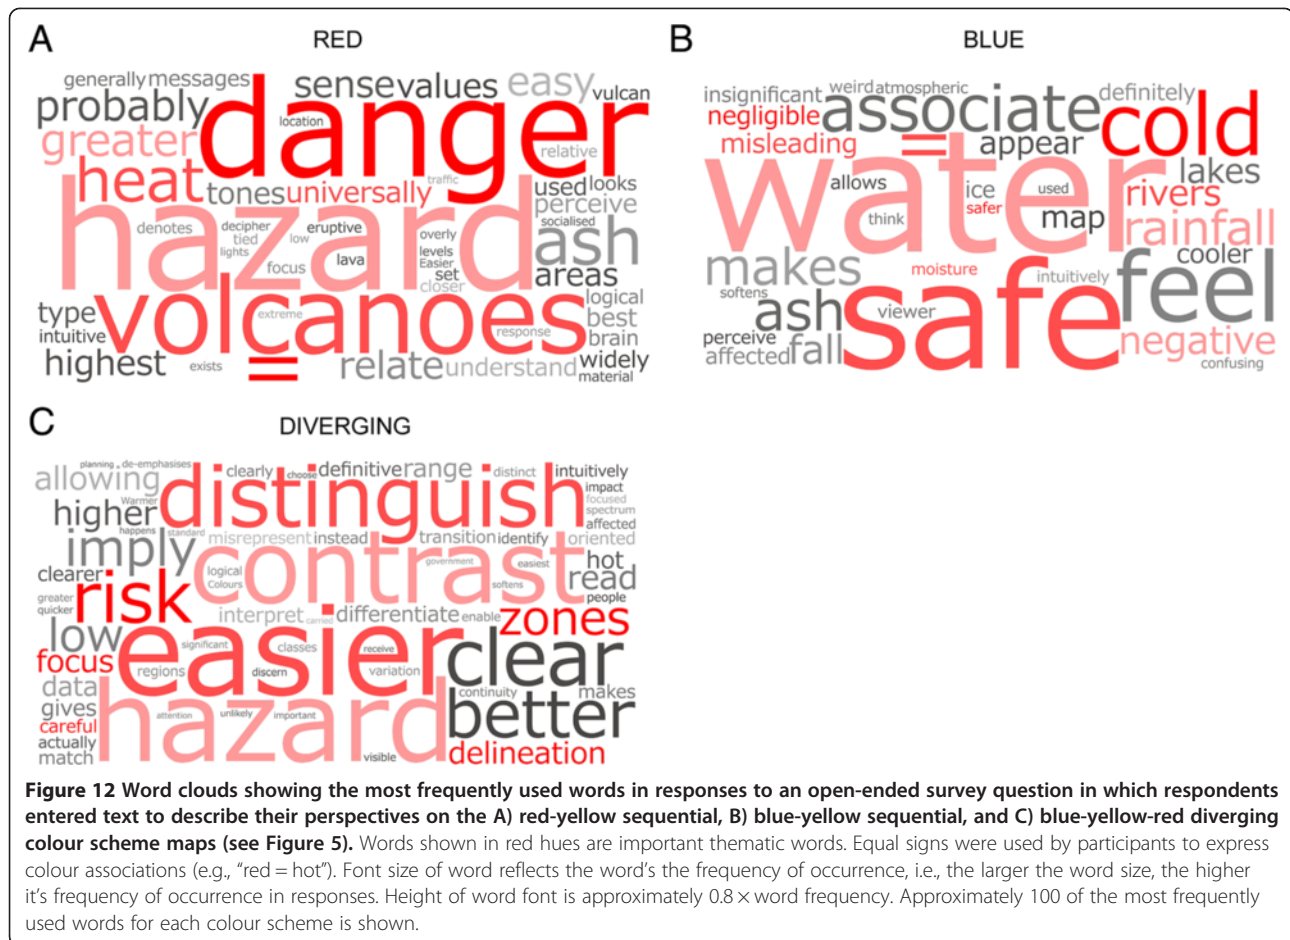 A
RED
generally messages
sense values
easy
vulcan
probably
danger
location
greater
relative
heat
tones
universally
traffic
used
looks
perceive
hazard
socialised
denotes
decipher
eruptive
overly
ash
tied
low
lights
levels
lava
Easier
focus
set
areas
closer
volcanoes
logical
type
extreme
best
intuitive
response
brain
highest
=
exists
relate
understand
widely
material
B
BLUE
insignificant
weird
atmospheric
definitely
negligible
associate
cold
misleading
=
appear
water
lakes
allows
ice
used
rivers
safer
think
map
rainfall
cooler
makes
moisture
intuitively
feel
softens
safe
ash
viewer
perceive
fall
negative
affected
confusing
C
DIVERGING
planning
de-emphasises
clearly
choose
definitive
range
distinct
intuitively
allowing
distinguish
impact
focused
Warmer
spectrum
higher
affected
happens
standard
misrepresent
instead
transition
identify
oriented
imply
contrast
government
easiest
hot
clearer
logical
Colours
softens
read
risk
people
greater
quicker
interpret
carried
differentiate
enable
zones
low
easier
significant
classes
receive
clear
focus
regions
discern
variation
data
continuity
makes
gives
hazard
better
careful
attention
unlikely
important
actually
match
visible
delineation
Figure 12 Word clouds showing the most frequently used words in responses to an open-ended survey question in which respondents
entered text to describe their perspectives on the A) red-yellow sequential, B) blue-yellow sequential, and C) blue-yellow-red diverging
colour scheme maps (see Figure 5). Words shown in red hues are important thematic words. Equal signs were used by participants to express
colour associations (e.g., “red = hot”). Font size of word reflects the word’s the frequency of occurrence, i.e., the larger the word size, the higher
it’s frequency of occurrence in responses. Height of word font is approximately 0.8 × word frequency. Approximately 100 of the most frequently
used words for each colour scheme is shown.